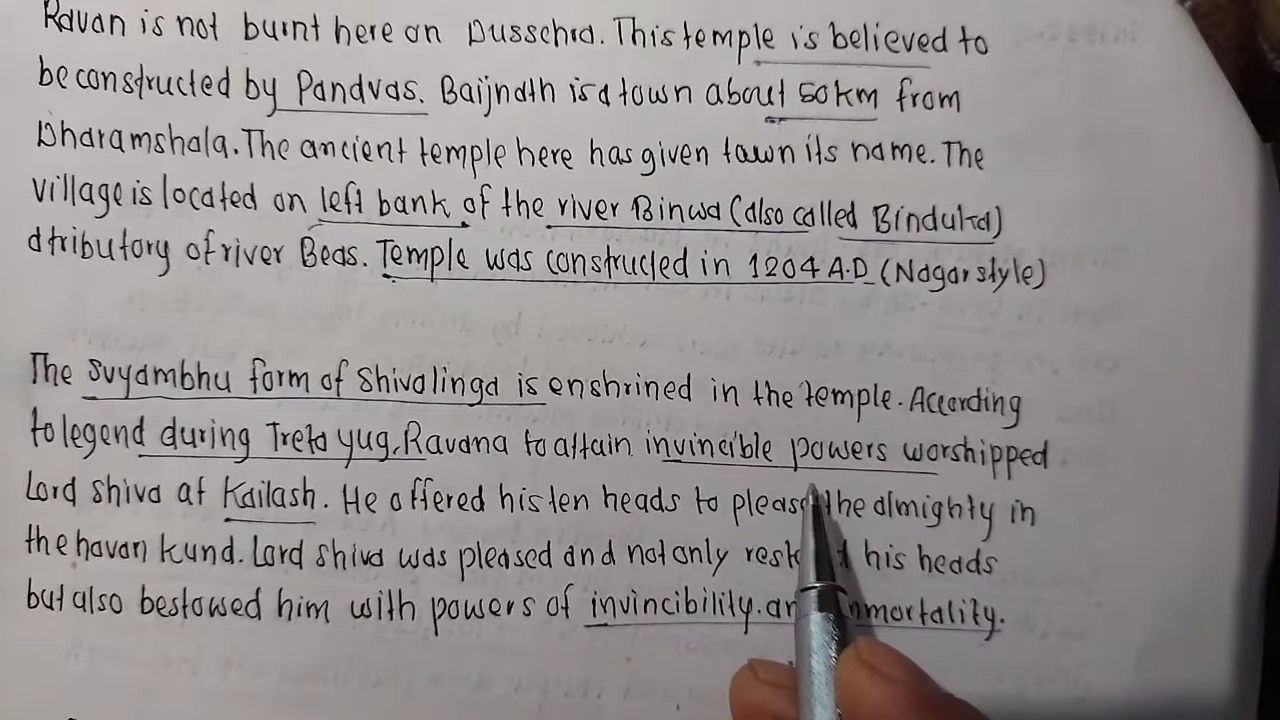 Ravan is not burnt here on Dusschra. This temple is believed to
be constructed by Pandvas. Baijnath is a town about 50 km from
Dharamshala. The ancient temple here has given town its name. The
village is located on left bank of the river Binwa (also called Binduka)
a tributory of river Beas. Temple was constructed in 1204 A.D (Nagar style)
The Svyambhu form of Shivalinga is enshrined in the temple. According
to legend during Treta yug, Ravana to attain invincible powers worshipped
Lord Shiva at Kailash. He offered his ten heads to please the almighty in
the havan kund. Lord Shiva was pleased and not only his heads
but also bestowed him with powers of invincibility.